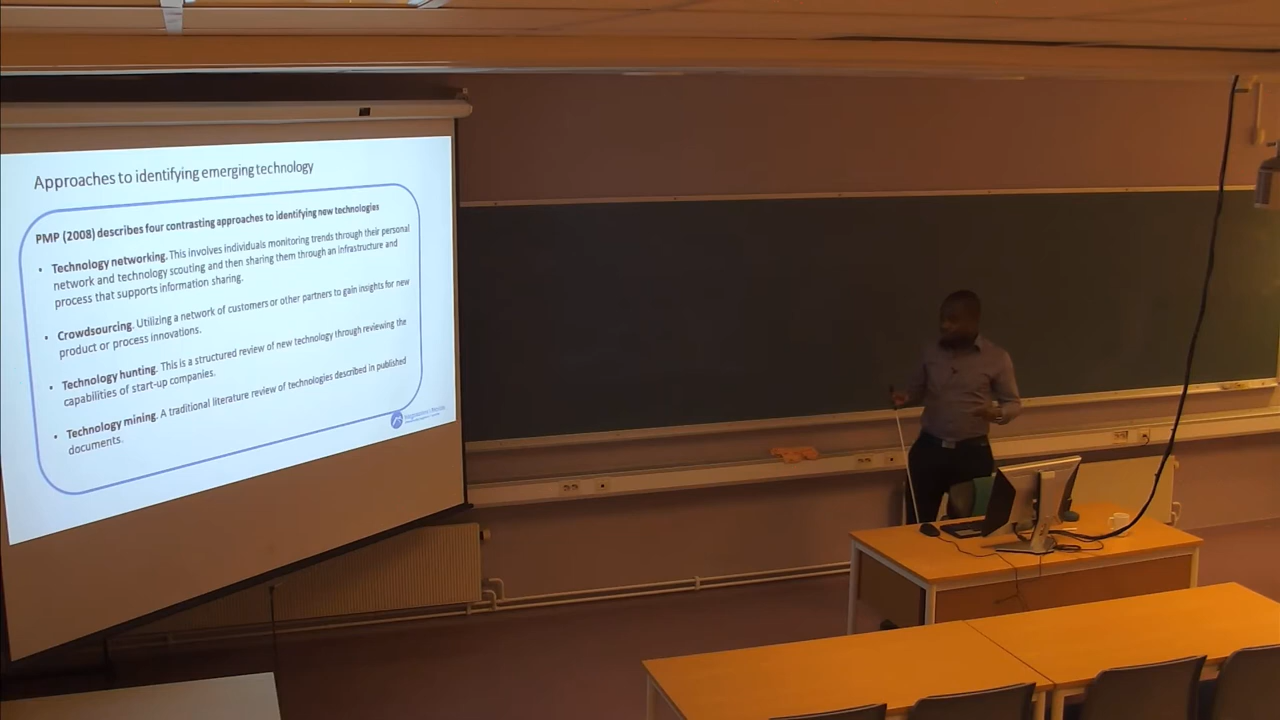 Approaches to identifying emerging technology
PMP (2008) describes four contrasting approaches to identifying new technologies
• Technology networking. This involves individuals monitoring trends through their personal
network and technology scouting and then sharing them through an infrastructure and
process that supports information sharing.
• Crowdsourcing. Utilizing a network of customers or other partners to gain insights for new
product or process innovations.
• Technology hunting. This is a structured review of new technology through reviewing the
capabilities of start-up companies.
• Technology mining. A traditional literature review of technologies described in published
documents.